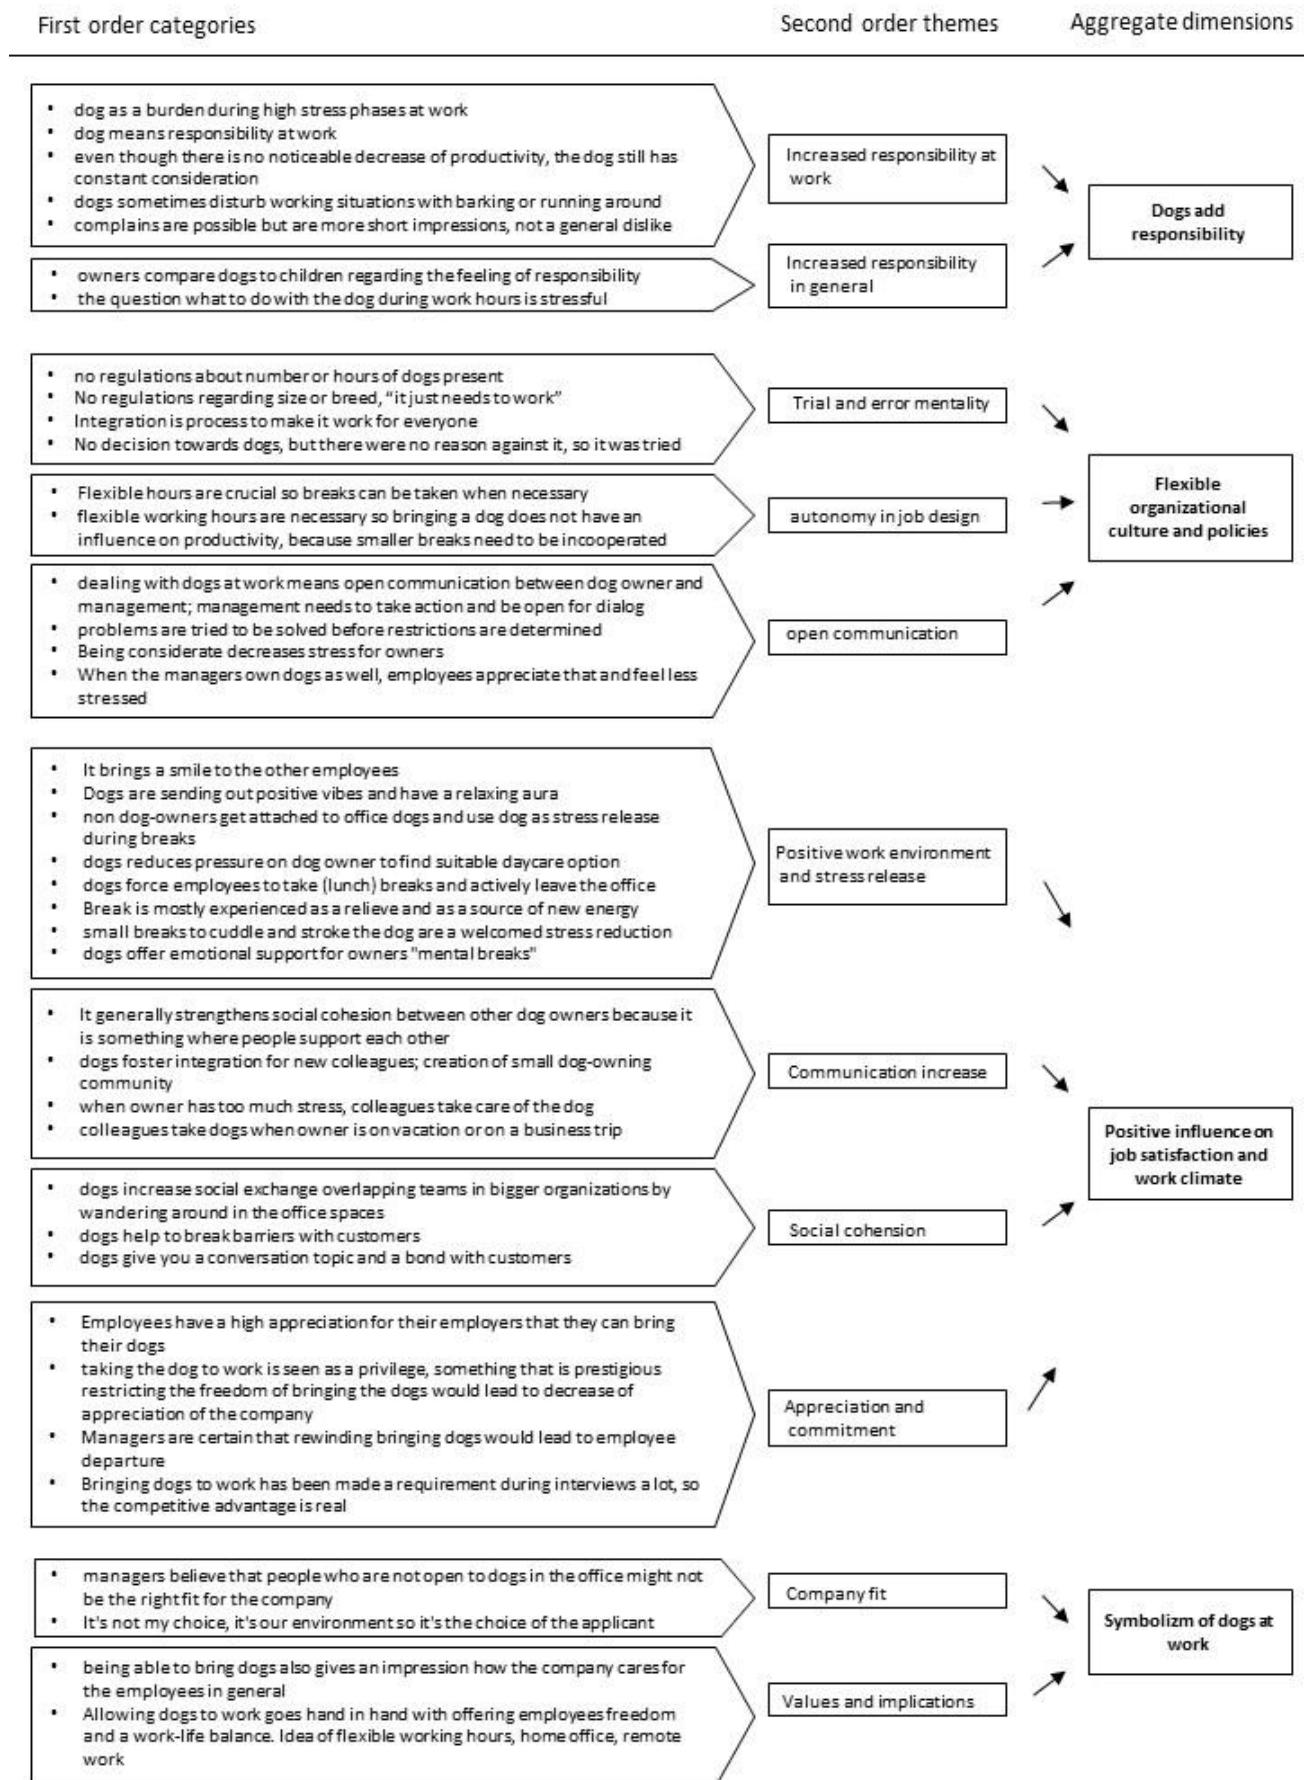 First order categories
Second order themes
Aggregate dimensions
• dog as a burden during high stress phases at work
• dog means responsibility at work
• even though there is no noticeable decrease of productivity, the dog still has
constant consideration
• dogs sometimes disturb working situations with barking or running around
• complains are possible but are more short impressions, not a general dislike
Increased responsibility at
work
Dogs add
responsibility
• owners compare dogs to children regarding the feeling of responsibility
• the question what to do with the dog during work hours is stressful
Increased responsibility
in general
• no regulations about number or hours of dogs present
• No regulations regarding size or breed, “it just needs to work”
• Integration is process to make it work for everyone
• No decision towards dogs, but there were no reason against it, so it was tried
Trial and error mentality
• Flexible hours are crucial so breaks can be taken when necessary
• flexible working hours are necessary so bringing a dog does not have an
influence on productivity, because smaller breaks need to be incooperated
autonomy in job design
Flexible
organizational
culture and policies
• dealing with dogs at work means open communication between dog owner and
management; management needs to take action and be open for dialog
• problems are tried to be solved before restrictions are determined
• Being considerate decreases stress for owners
• When the managers own dogs as well, employees appreciate that and feel less
stressed
open communication
• It brings a smile to the other employees
• Dogs are sending out positive vibes and have a relaxing aura
• non dog-owners get attached to office dogs and use dog as stress release
during breaks
• dogs reduces pressure on dog owner to find suitable daycare option
• dogs force employees to take (lunch) breaks and actively leave the office
• Break is mostly experienced as a relieve and as a source of new energy
• small breaks to cuddle and stroke the dog are a welcomed stress reduction
• dogs offer emotional support for owners "mental breaks"
Positive work environment
and stress release
• It generally strengthens social cohesion between other dog owners because it
is something where people support each other
• dogs foster integration for new colleagues; creation of small dog-owning
community
• when owner has too much stress, colleagues take care of the dog
• colleagues take dogs when owner is on vacation or on a business trip
Communication increase
Positive influence on
job satisfaction and
work climate
• dogs increase social exchange overlapping teams in bigger organizations by
wandering around in the office spaces
• dogs help to break barriers with customers
• dogs give you a conversation topic and a bond with customers
Social cohension
• Employees have a high appreciation for their employers that they can bring
their dogs
• taking the dog to work is seen as a privilege, something that is prestigious
restricting the freedom of bringing the dogs would lead to decrease of
appreciation of the company
• Managers are certain that rewinding bringing dogs would lead to employee
departure
• Bringing dogs to work has been made a requirement during interviews a lot, so
the competitive advantage is real
Appreciation and
commitment
• managers believe that people who are not open to dogs in the office might not
be the right fit for the company
• It's not my choice, it's our environment so it's the choice of the applicant
Company fit
Symbolizm of dogs at
work
• being able to bring dogs also gives an impression how the company cares for
the employees in general
• Allowing dogs to work goes hand in hand with offering employees freedom
and a work-life balance. Idea of flexible working hours, home office, remote
work
Values and implications